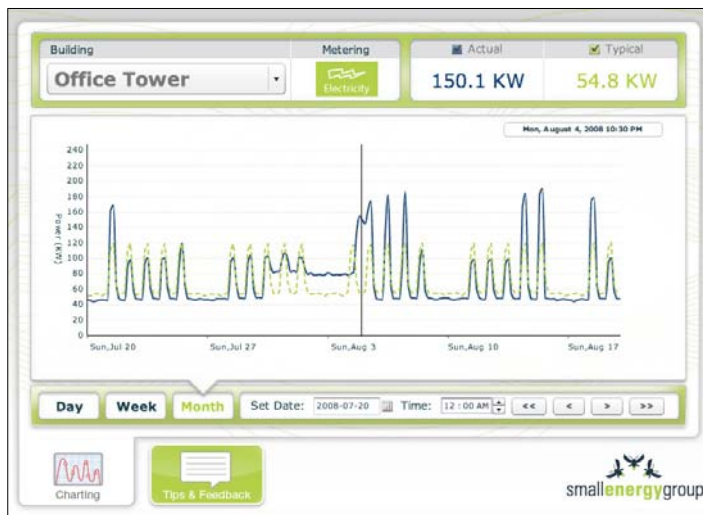 Building
Metering
Actual
Typical
Office Tower
Electricity
150.1 KW
54.8 KW
Mon, August 4, 2008 10:30 PM
Power (KW)
240
220
200
180
160
140
120
100
80
60
40
20
0
Sun,Jul 20
Sun,Jul 27
Sun,Aug 3
Sun,Aug 10
Sun,Aug 17
Day
Week
Month
Set Date:
2008-07-20
Time:
12 : 00 AM
<<
<
>
>>
Charting
Tips & Feedback
smallenergygroup